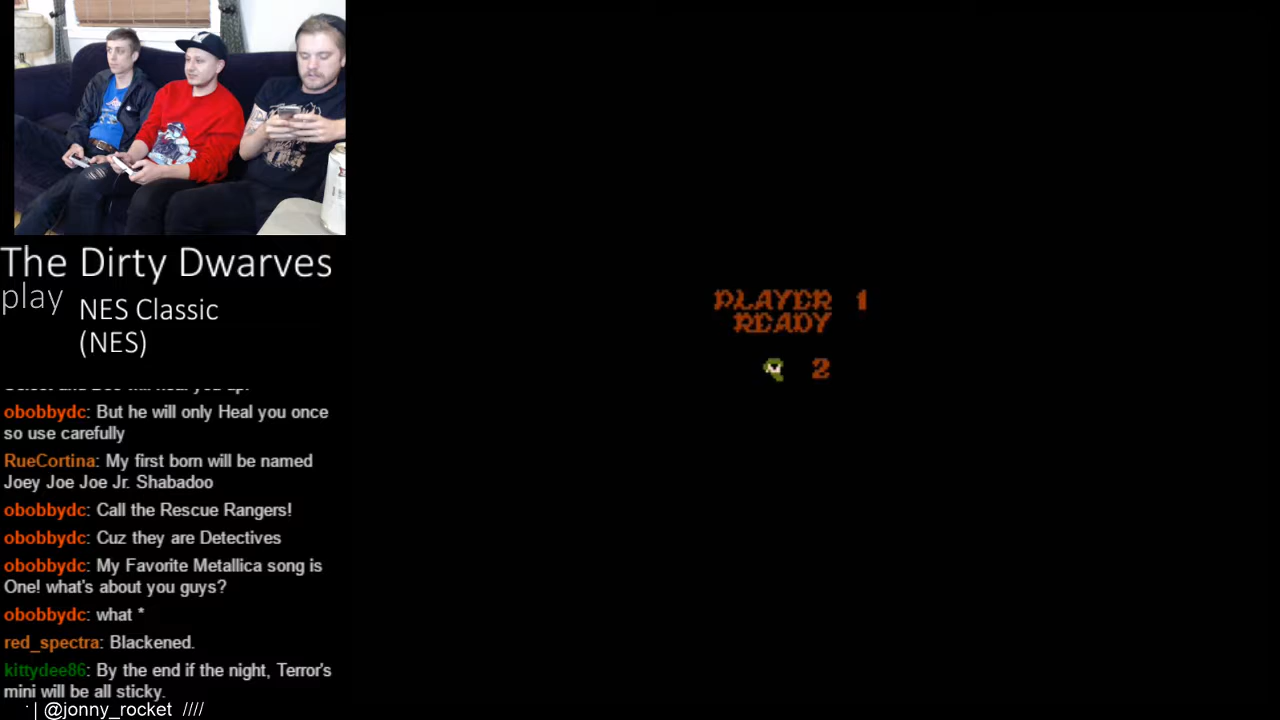 The Dirty Dwarves
play NES Classic
(NES)
obobbydc: But he will only Heal you once
so use carefully
RueCortina: My first born will be named
Joey Joe Joe Jr. Shabadoo
obobbydc: Call the Rescue Rangers!
obobbydc: Cuz they are Detectives
obobbydc: My Favorite Metallica song is
One! what's about you guys?
obobbydc: what *
red_spectra: Blackened.
kittydee86: By the end if the night, Terror's
mini will be all sticky.
| @jonny_rocket ////
PLAYER 1
READY
2